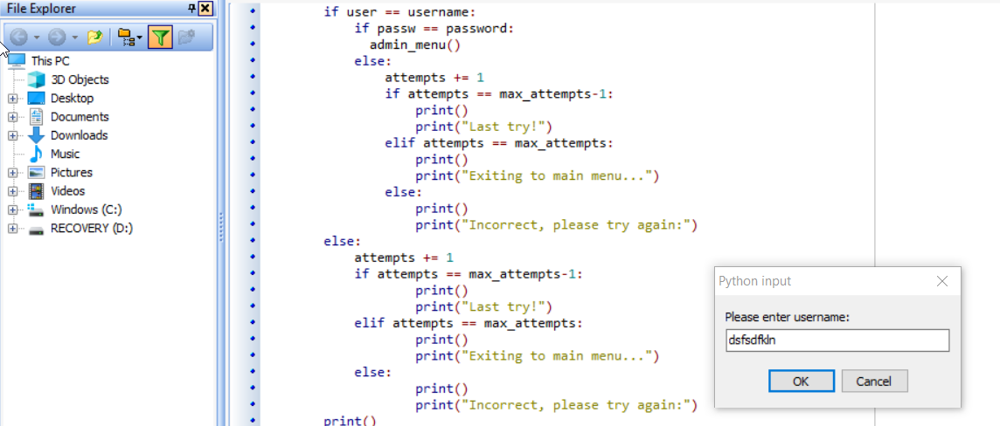 File Explorer
This PC
3D Objects
Desktop
Documents
Downloads
Music
Pictures
Videos
Windows (C:)
RECOVERY (D:)
if user == username:
if passw == password:
admin_menu()
else:
attempts += 1
if attempts == max_attempts-1:
print()
print("Last try!")
elif attempts == max_attempts:
print()
print("Exiting to main menu...")
else:
print()
print("Incorrect, please try again:")
else:
attempts += 1
if attempts == max_attempts-1:
print()
print("Last try!")
elif attempts == max_attempts:
print()
print("Exiting to main menu...")
else:
print()
print("Incorrect, please try again:")
print()
Python input
Please enter username:
dsfsdfkln
OK
Cancel